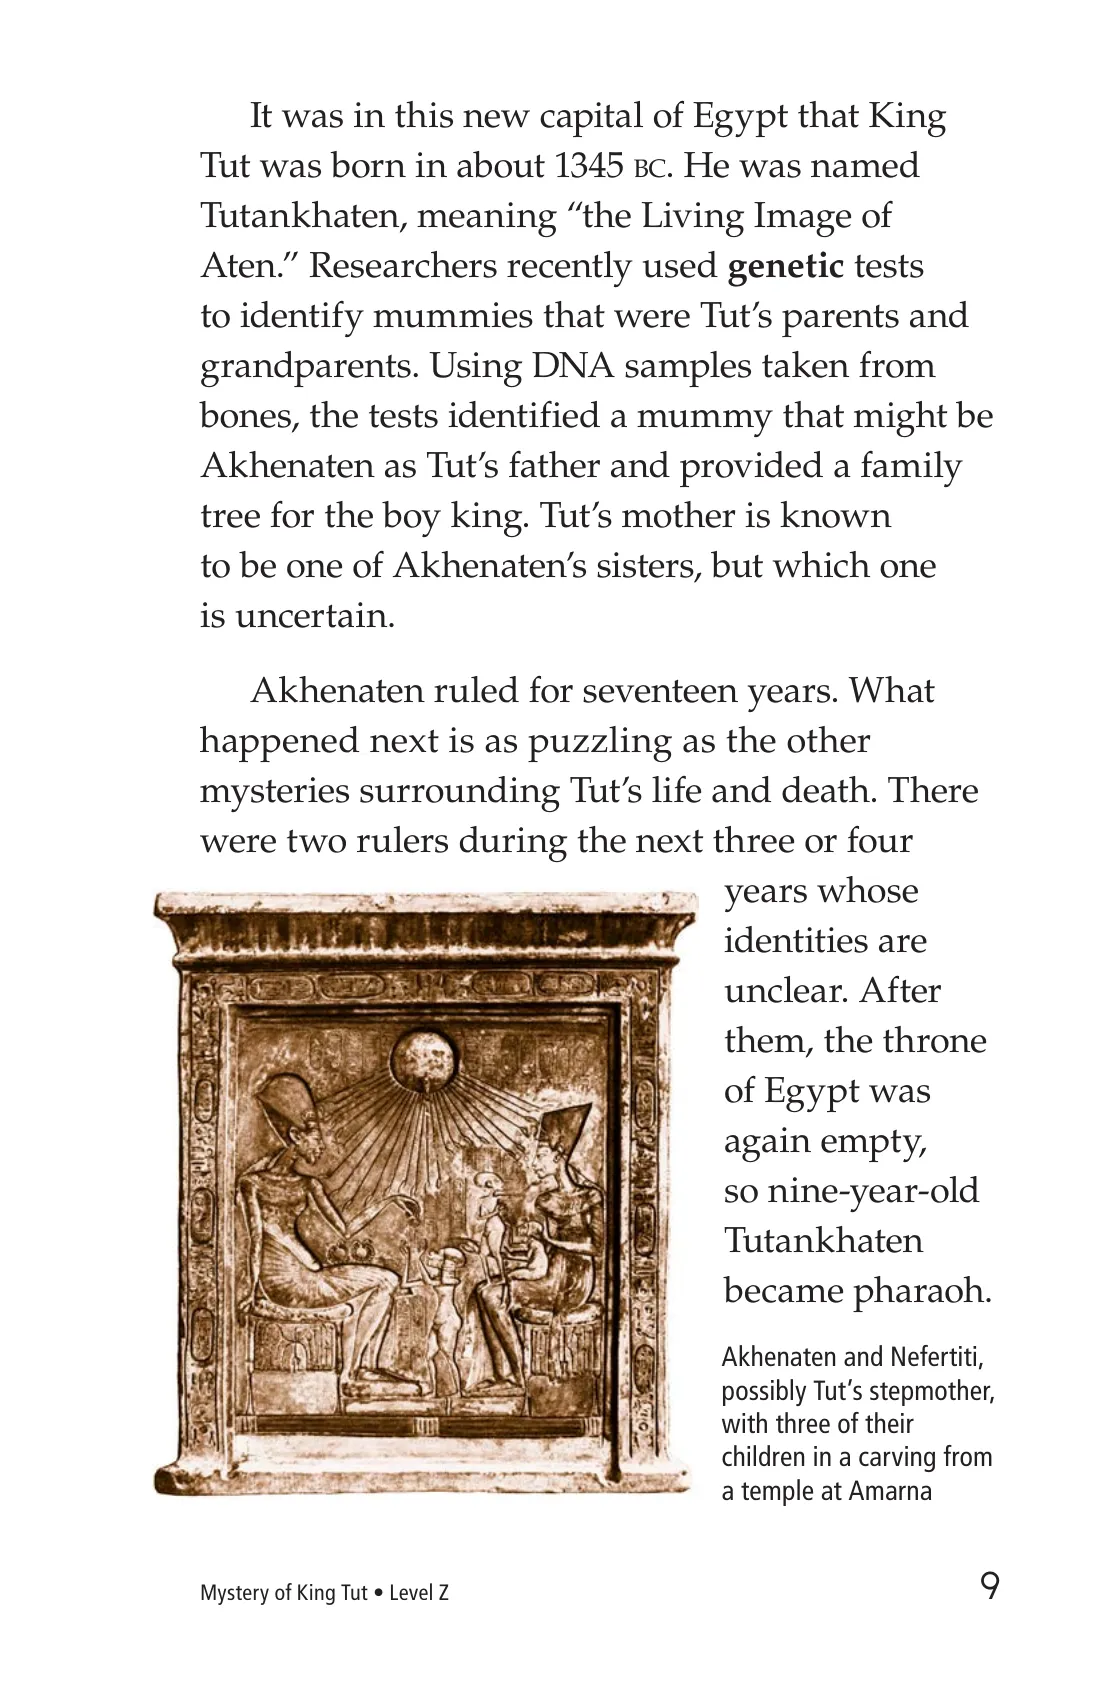 It was in this new capital of Egypt that King
Tut was born in about 1345 BC. He was named
Tutankhaten, meaning “the Living Image of
Aten.” Researchers recently used genetic tests
to identify mummies that were Tut’s parents and
grandparents. Using DNA samples taken from
bones, the tests identified a mummy that might be
Akhenaten as Tut’s father and provided a family
tree for the boy king. Tut’s mother is known
to be one of Akhenaten’s sisters, but which one
is uncertain.
Akhenaten ruled for seventeen years. What
happened next is as puzzling as the other
mysteries surrounding Tut’s life and death. There
were two rulers during the next three or four
years whose
identities are
unclear. After
them, the throne
of Egypt was
again empty,
so nine-year-old
Tutankhaten
became pharaoh.
Akhenaten and Nefertiti,
possibly Tut’s stepmother,
with three of their
children in a carving from
a temple at Amarna
Mystery of King Tut • Level Z
9